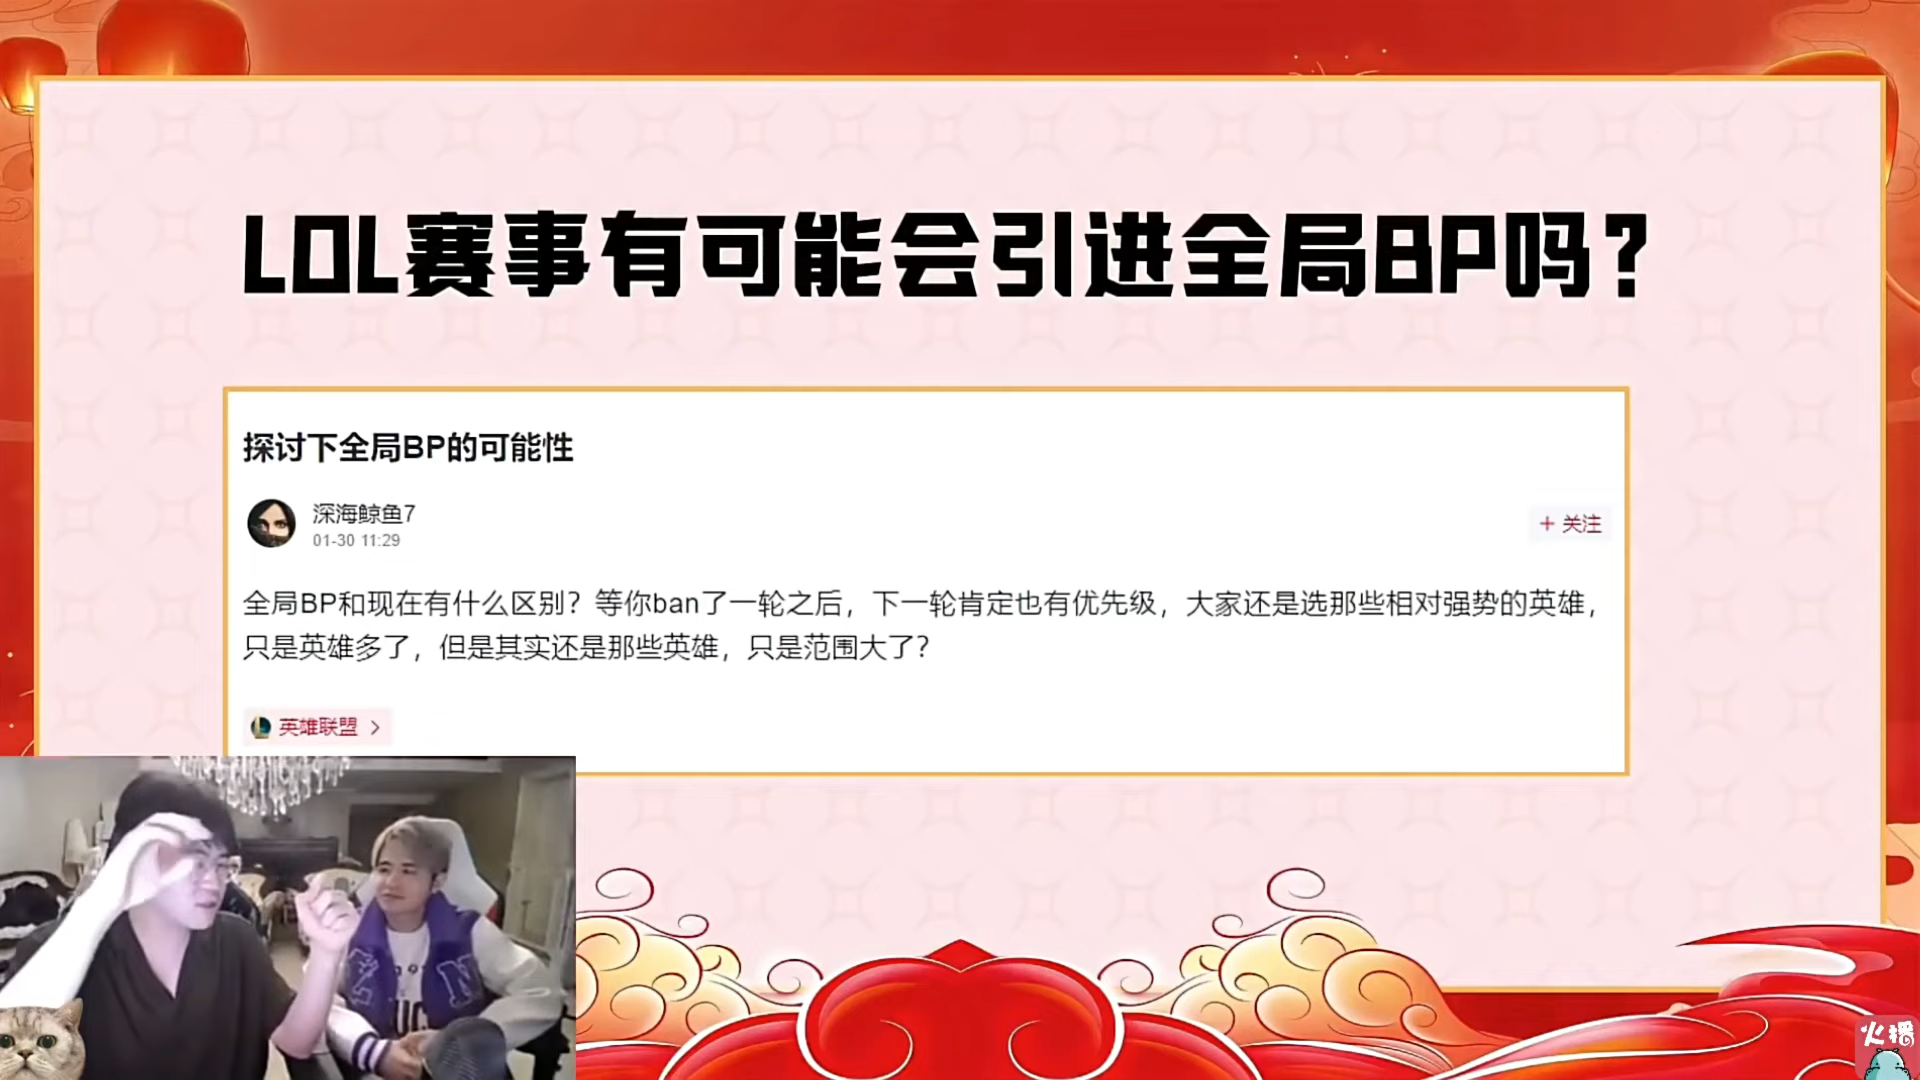 LOL赛事有可能会引进全局BP吗？
探讨下全局BP的可能性
深海鲸鱼7
01-30 11:29
+ 关注
全局BP和现在有什么区别？等你ban了一轮之后，下一轮肯定也有优先级，大家还是选那些相对强势的英雄，
只是英雄多了，但是其实还是那些英雄，只是范围大了？
英雄联盟 >
火播